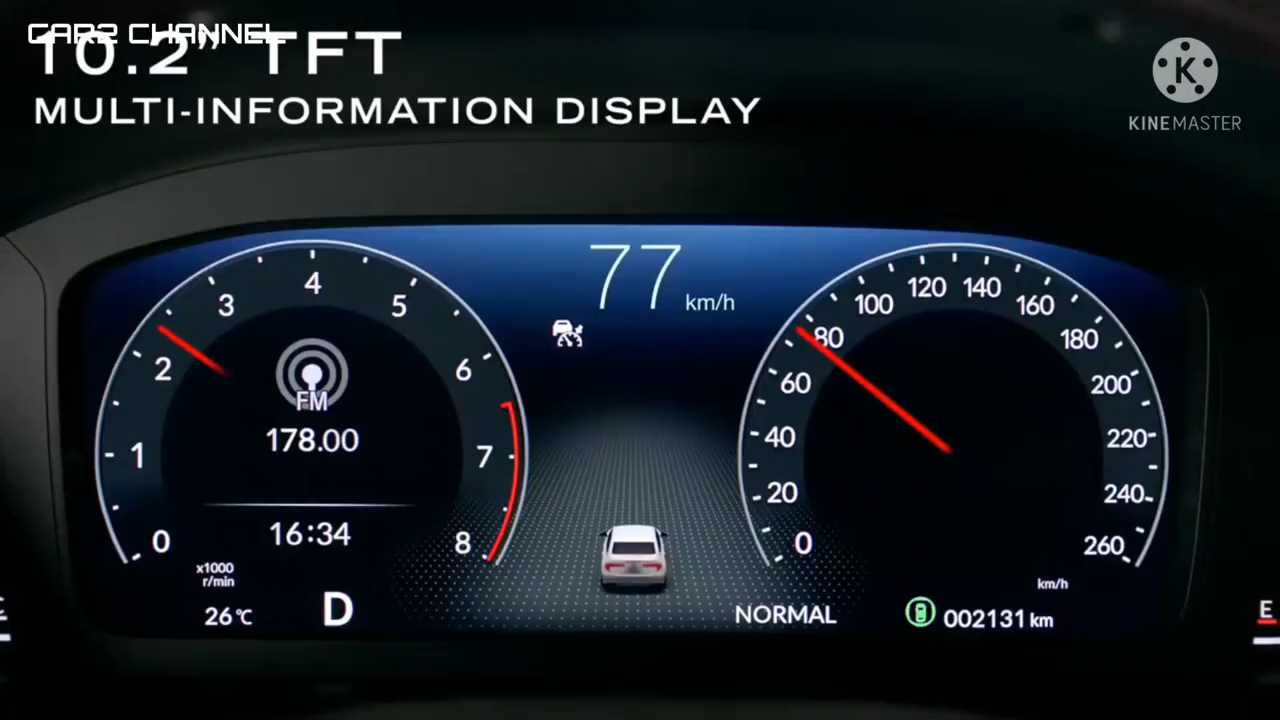 CAR2 CHANNEL
10.2” TFT
MULTI-INFORMATION DISPLAY
K
KINEMASTER
77 km/h
0 1 2 3 4 5 6 7 8
x1000
r/min
FM
178.00
16:34
26℃
D
0 20 40 60 80 100 120 140 160 180 200 220 240 260
km/h
NORMAL
002131 km
E